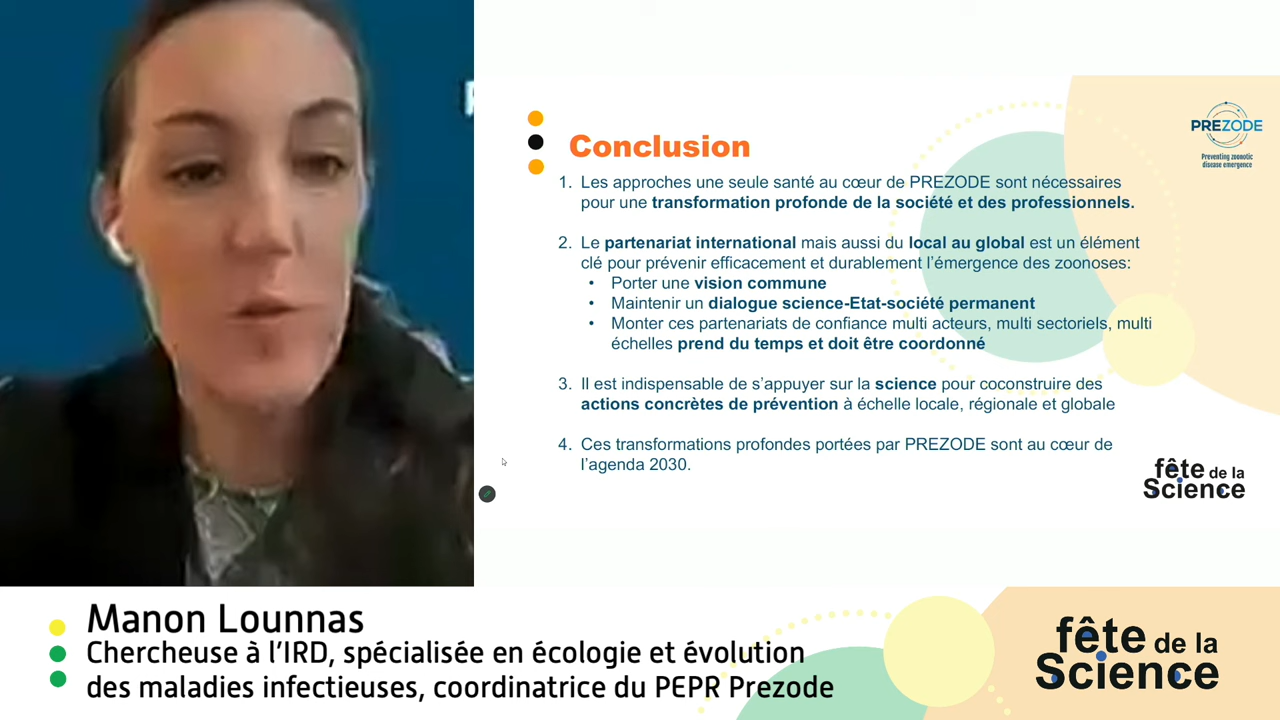 PREZODE
Preventing zoonotic
disease emergence
Conclusion
1. Les approches une seule santé au cœur de PREZODE sont nécessaires
pour une transformation profonde de la société et des professionnels.
2. Le partenariat international mais aussi du local au global est un élément
clé pour prévenir efficacement et durablement l’émergence des zoonoses:
• Porter une vision commune
• Maintenir un dialogue science-Etat-société permanent
• Monter ces partenariats de confiance multi acteurs, multi sectoriels, multi
échelles prend du temps et doit être coordonné
3. Il est indispensable de s’appuyer sur la science pour coconstruire des
actions concrètes de prévention à échelle locale, régionale et globale
4. Ces transformations profondes portées par PREZODE sont au cœur de
l’agenda 2030.
fête de la
Science
Manon Lounnas
Chercheuse à l’IRD, spécialisée en écologie et évolution
des maladies infectieuses, coordinatrice du PEPR Prezode
fête de la
Science